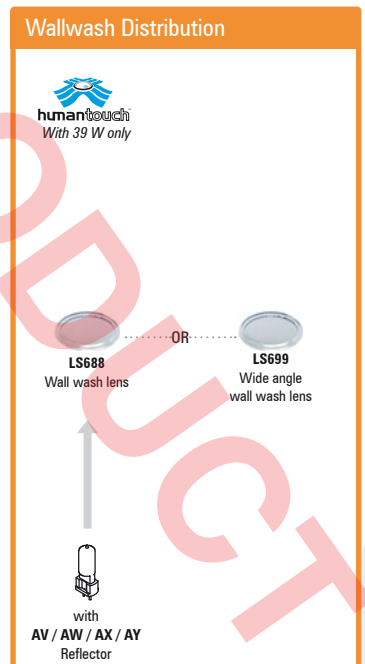 Wallwash Distribution
humantouch
With 39 W only
OR
LS688
Wall wash lens
LS699
Wide angle
wall wash lens
with
AV / AW / AX / AY
Reflector
ODUCT